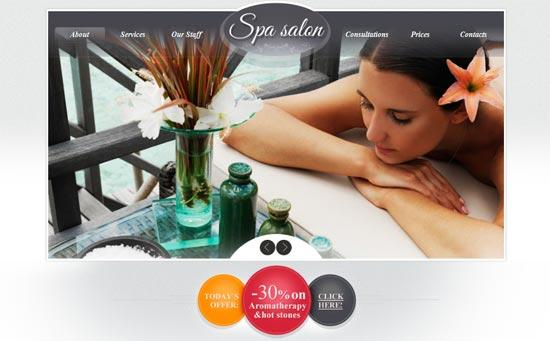 Spa salon
About Services Our Staff Consultations Prices Contacts
TODAY'S
OFFER:
-30% on
Aromatherapy
& hot stones
CLICK
HERE!